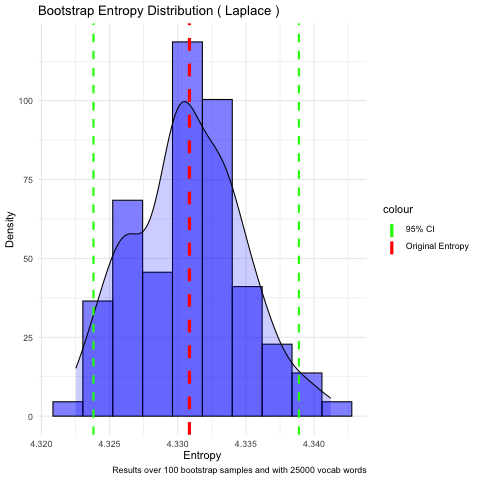 Bootstrap Entropy Distribution ( Laplace )
Density
100
75
50
25
0
4.320 4.325 4.330 4.335 4.340
Entropy
Results over 100 bootstrap samples and with 25000 vocab words
colour
95% CI
Original Entropy